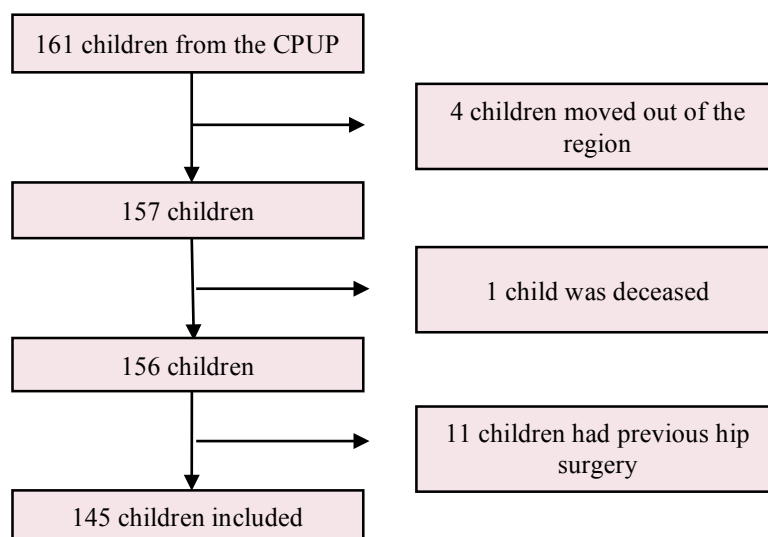 161 children from the CPUP
4 children moved out of the
region
157 children
1 child was deceased
156 children
11 children had previous hip
surgery
145 children included